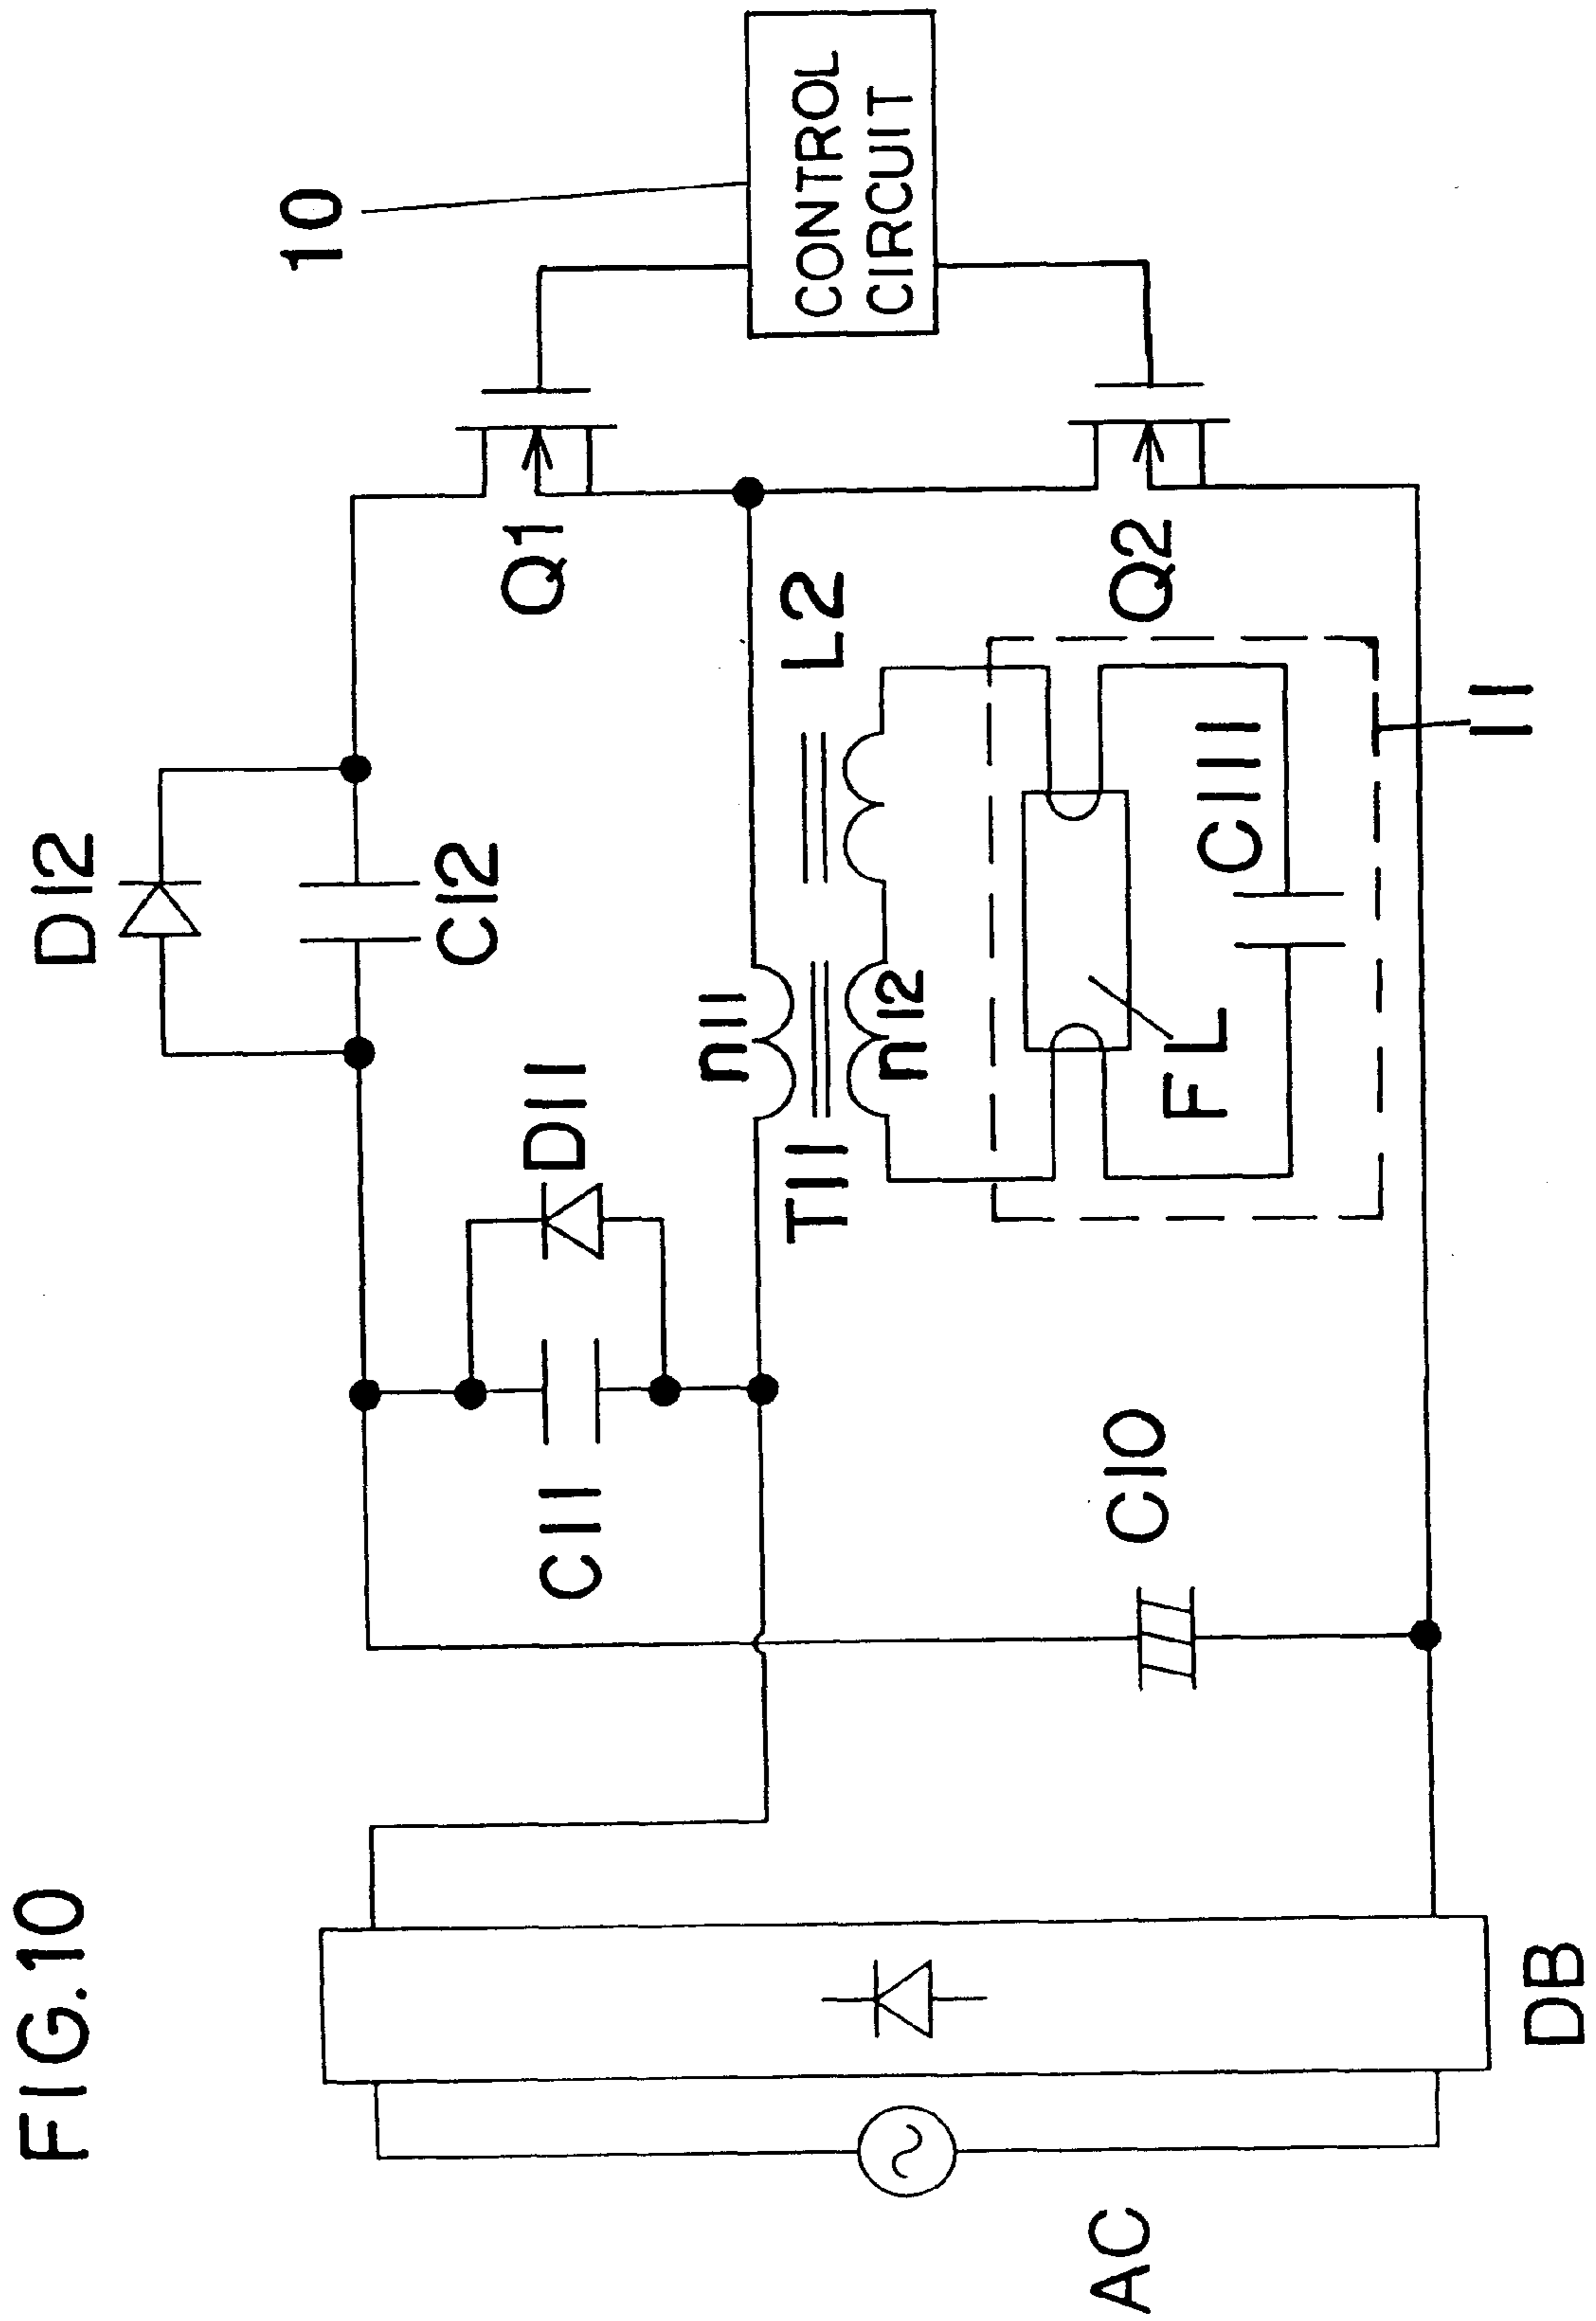 FIG.10
D12
C12
10
Q1
CONTROL
CIRCUIT
D11
C11
n11
L2
T11
n12
Q2
FL
C111
11
C10
AC
DB